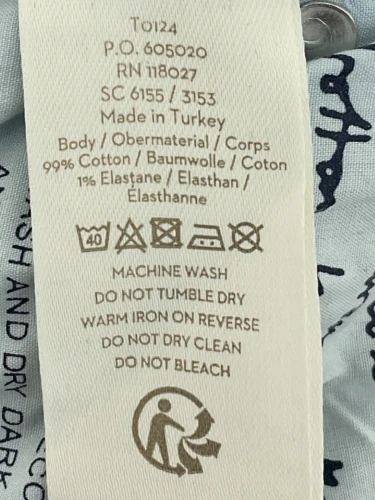 T0124
P.O. 605020
RN 118027
SC 6155 / 3153
Made in Turkey
Body / Obermaterial / Corps
99% Cotton / Baumwolle / Coton
1% Elastane / Elasthan /
Élasthanne
40
MACHINE WASH
DO NOT TUMBLE DRY
WARM IRON ON REVERSE
DO NOT DRY CLEAN
DO NOT BLEACH
AND DRY DARK